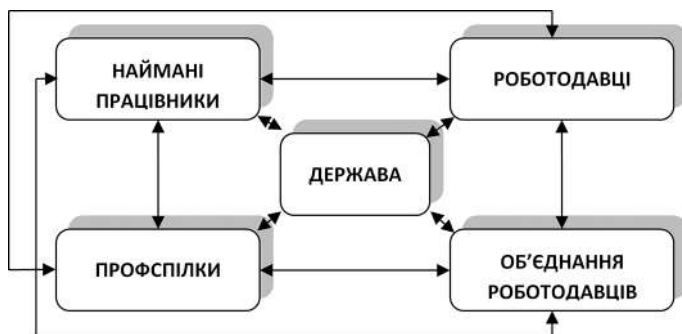 НАЙМАНІ
ПРАЦІВНИКИ
РОБОТОДАВЦІ
ДЕРЖАВА
ПРОФСПІЛКИ
ОБ’ЄДНАННЯ
РОБОТОДАВЦІВ